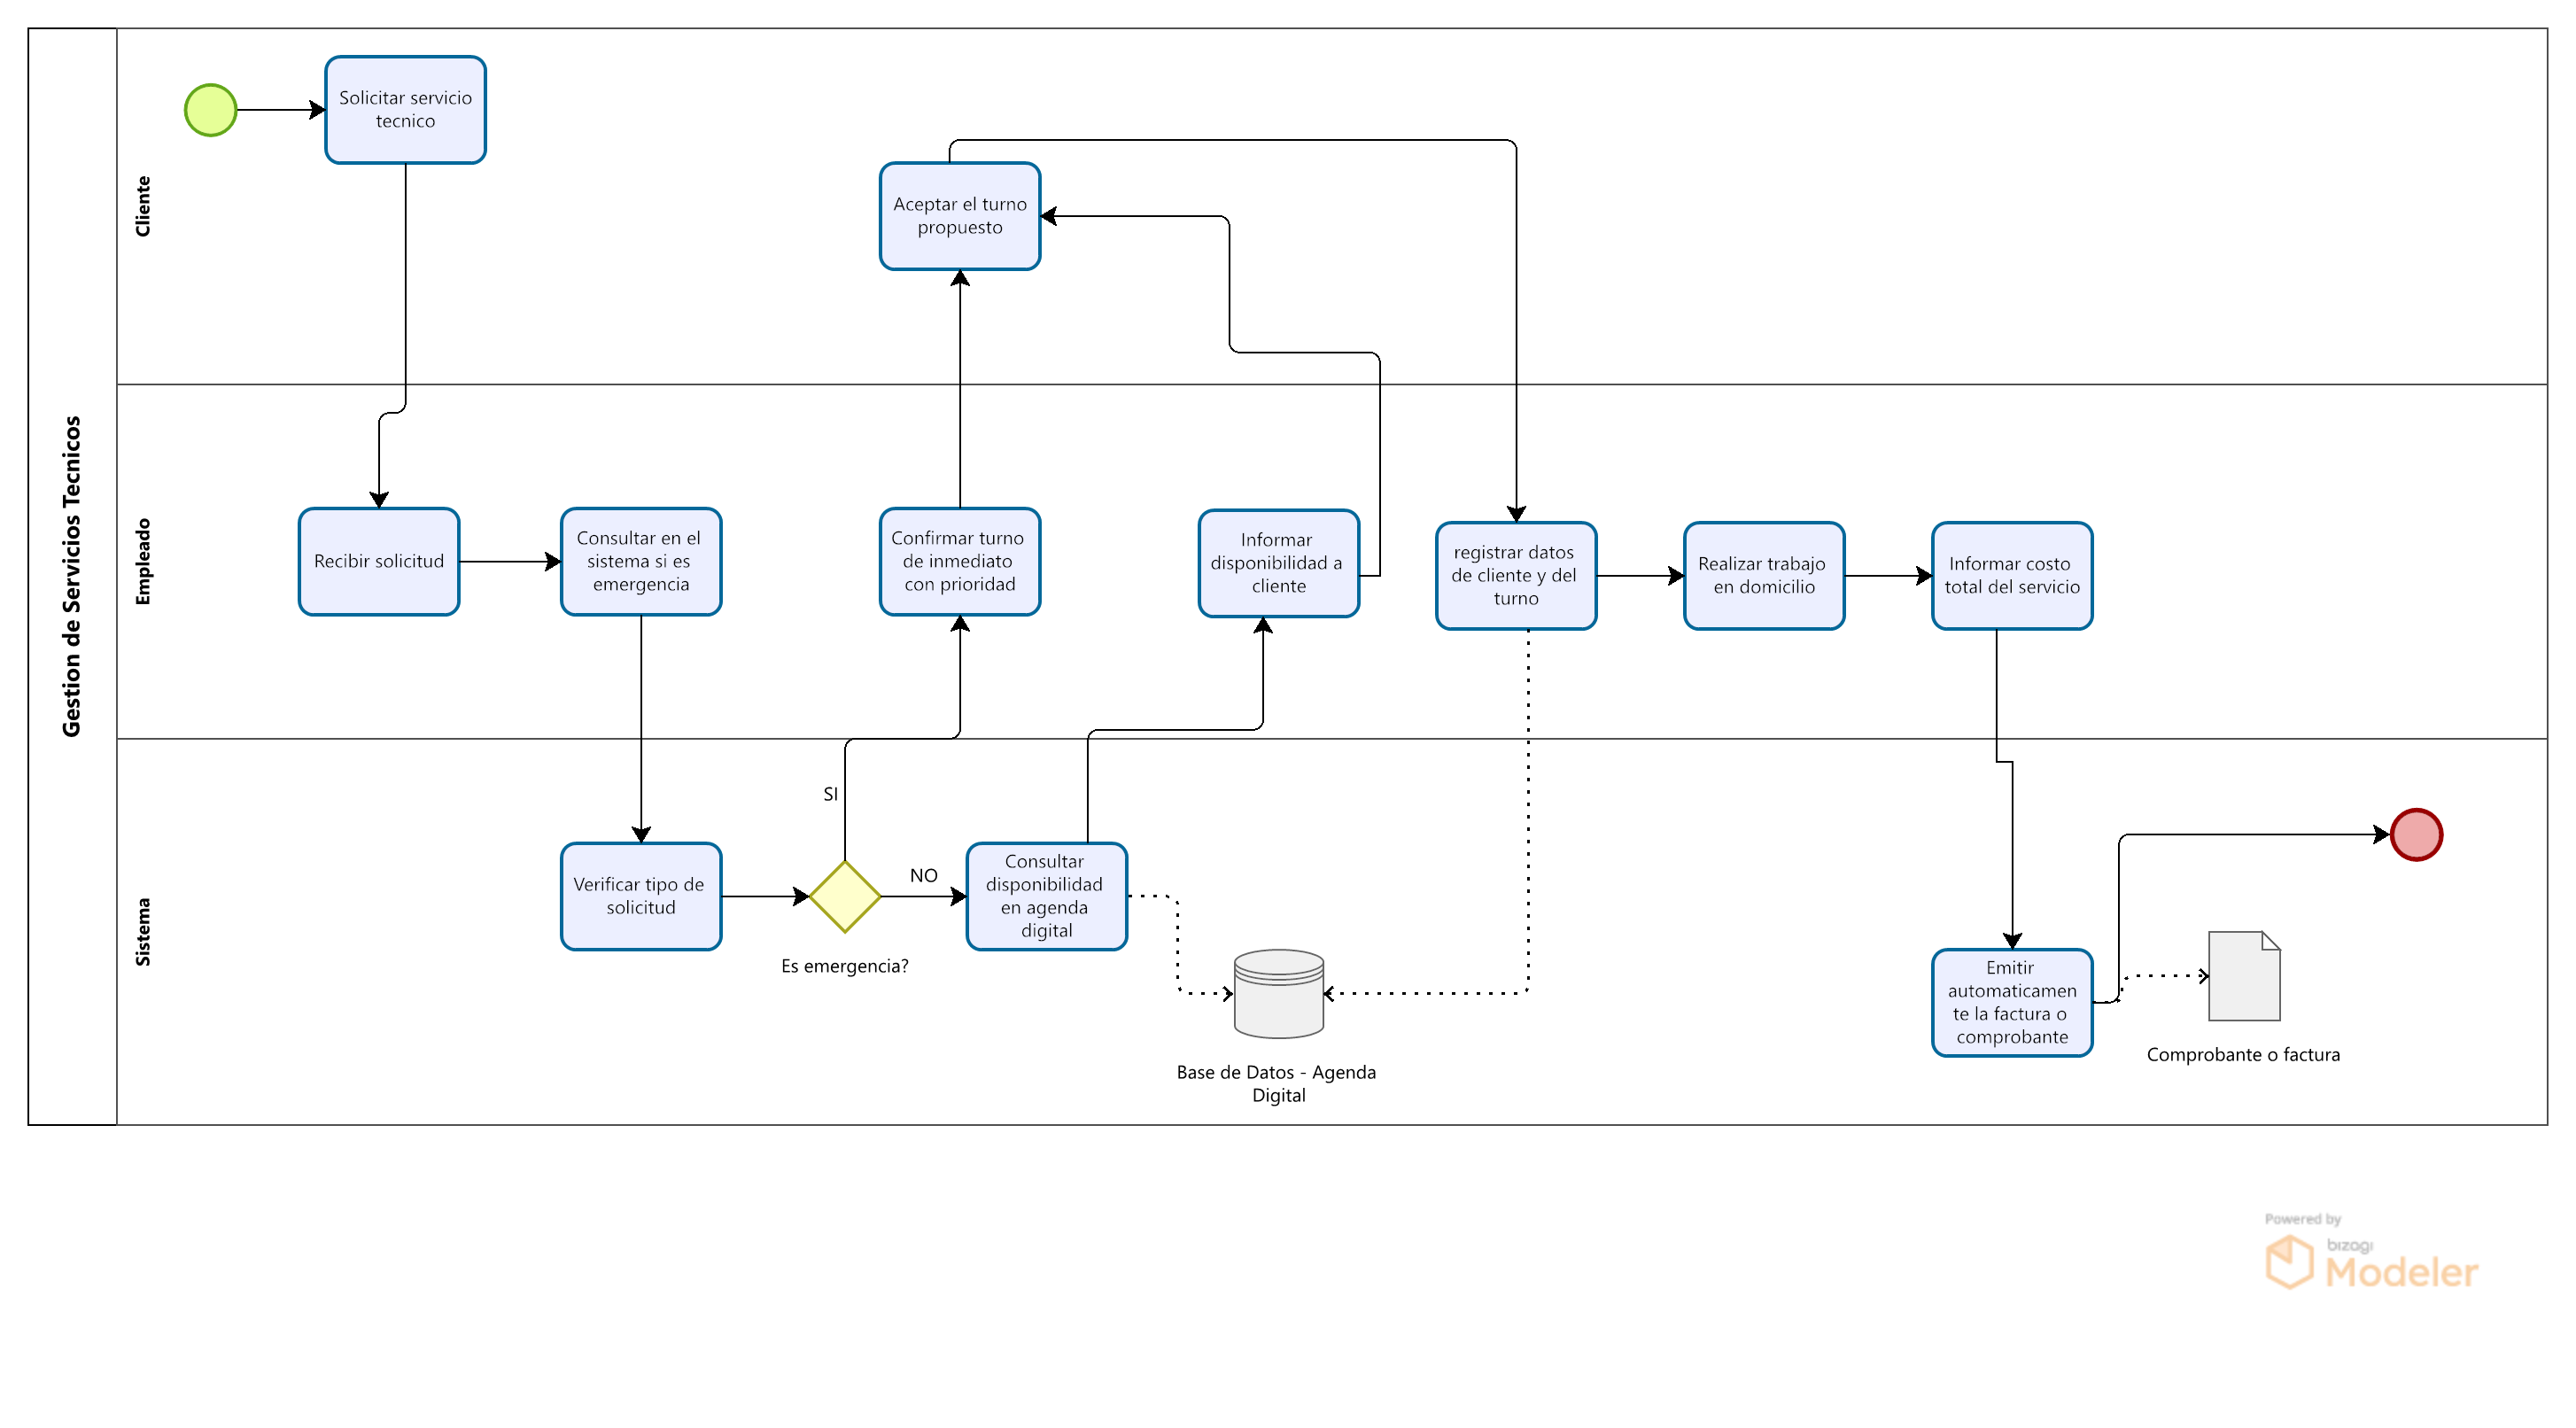 Gestion de Servicios Tecnicos
Cliente
Solicitar servicio
tecnico
Aceptar el turno
propuesto
Empleado
Recibir solicitud
Consultar en el
sistema si es
emergencia
Confirmar turno
de inmediato
con prioridad
Informar
disponibilidad a
cliente
registrar datos
de cliente y del
turno
Realizar trabajo
en domicilio
Informar costo
total del servicio
Sistema
Verificar tipo de
solicitud
SI
NO
Es emergencia?
Consultar
disponibilidad
en agenda
digital
Base de Datos - Agenda
Digital
Emitir
automaticamen
te la factura o
comprobante
Comprobante o factura
Powered by
bizagi
Modeler